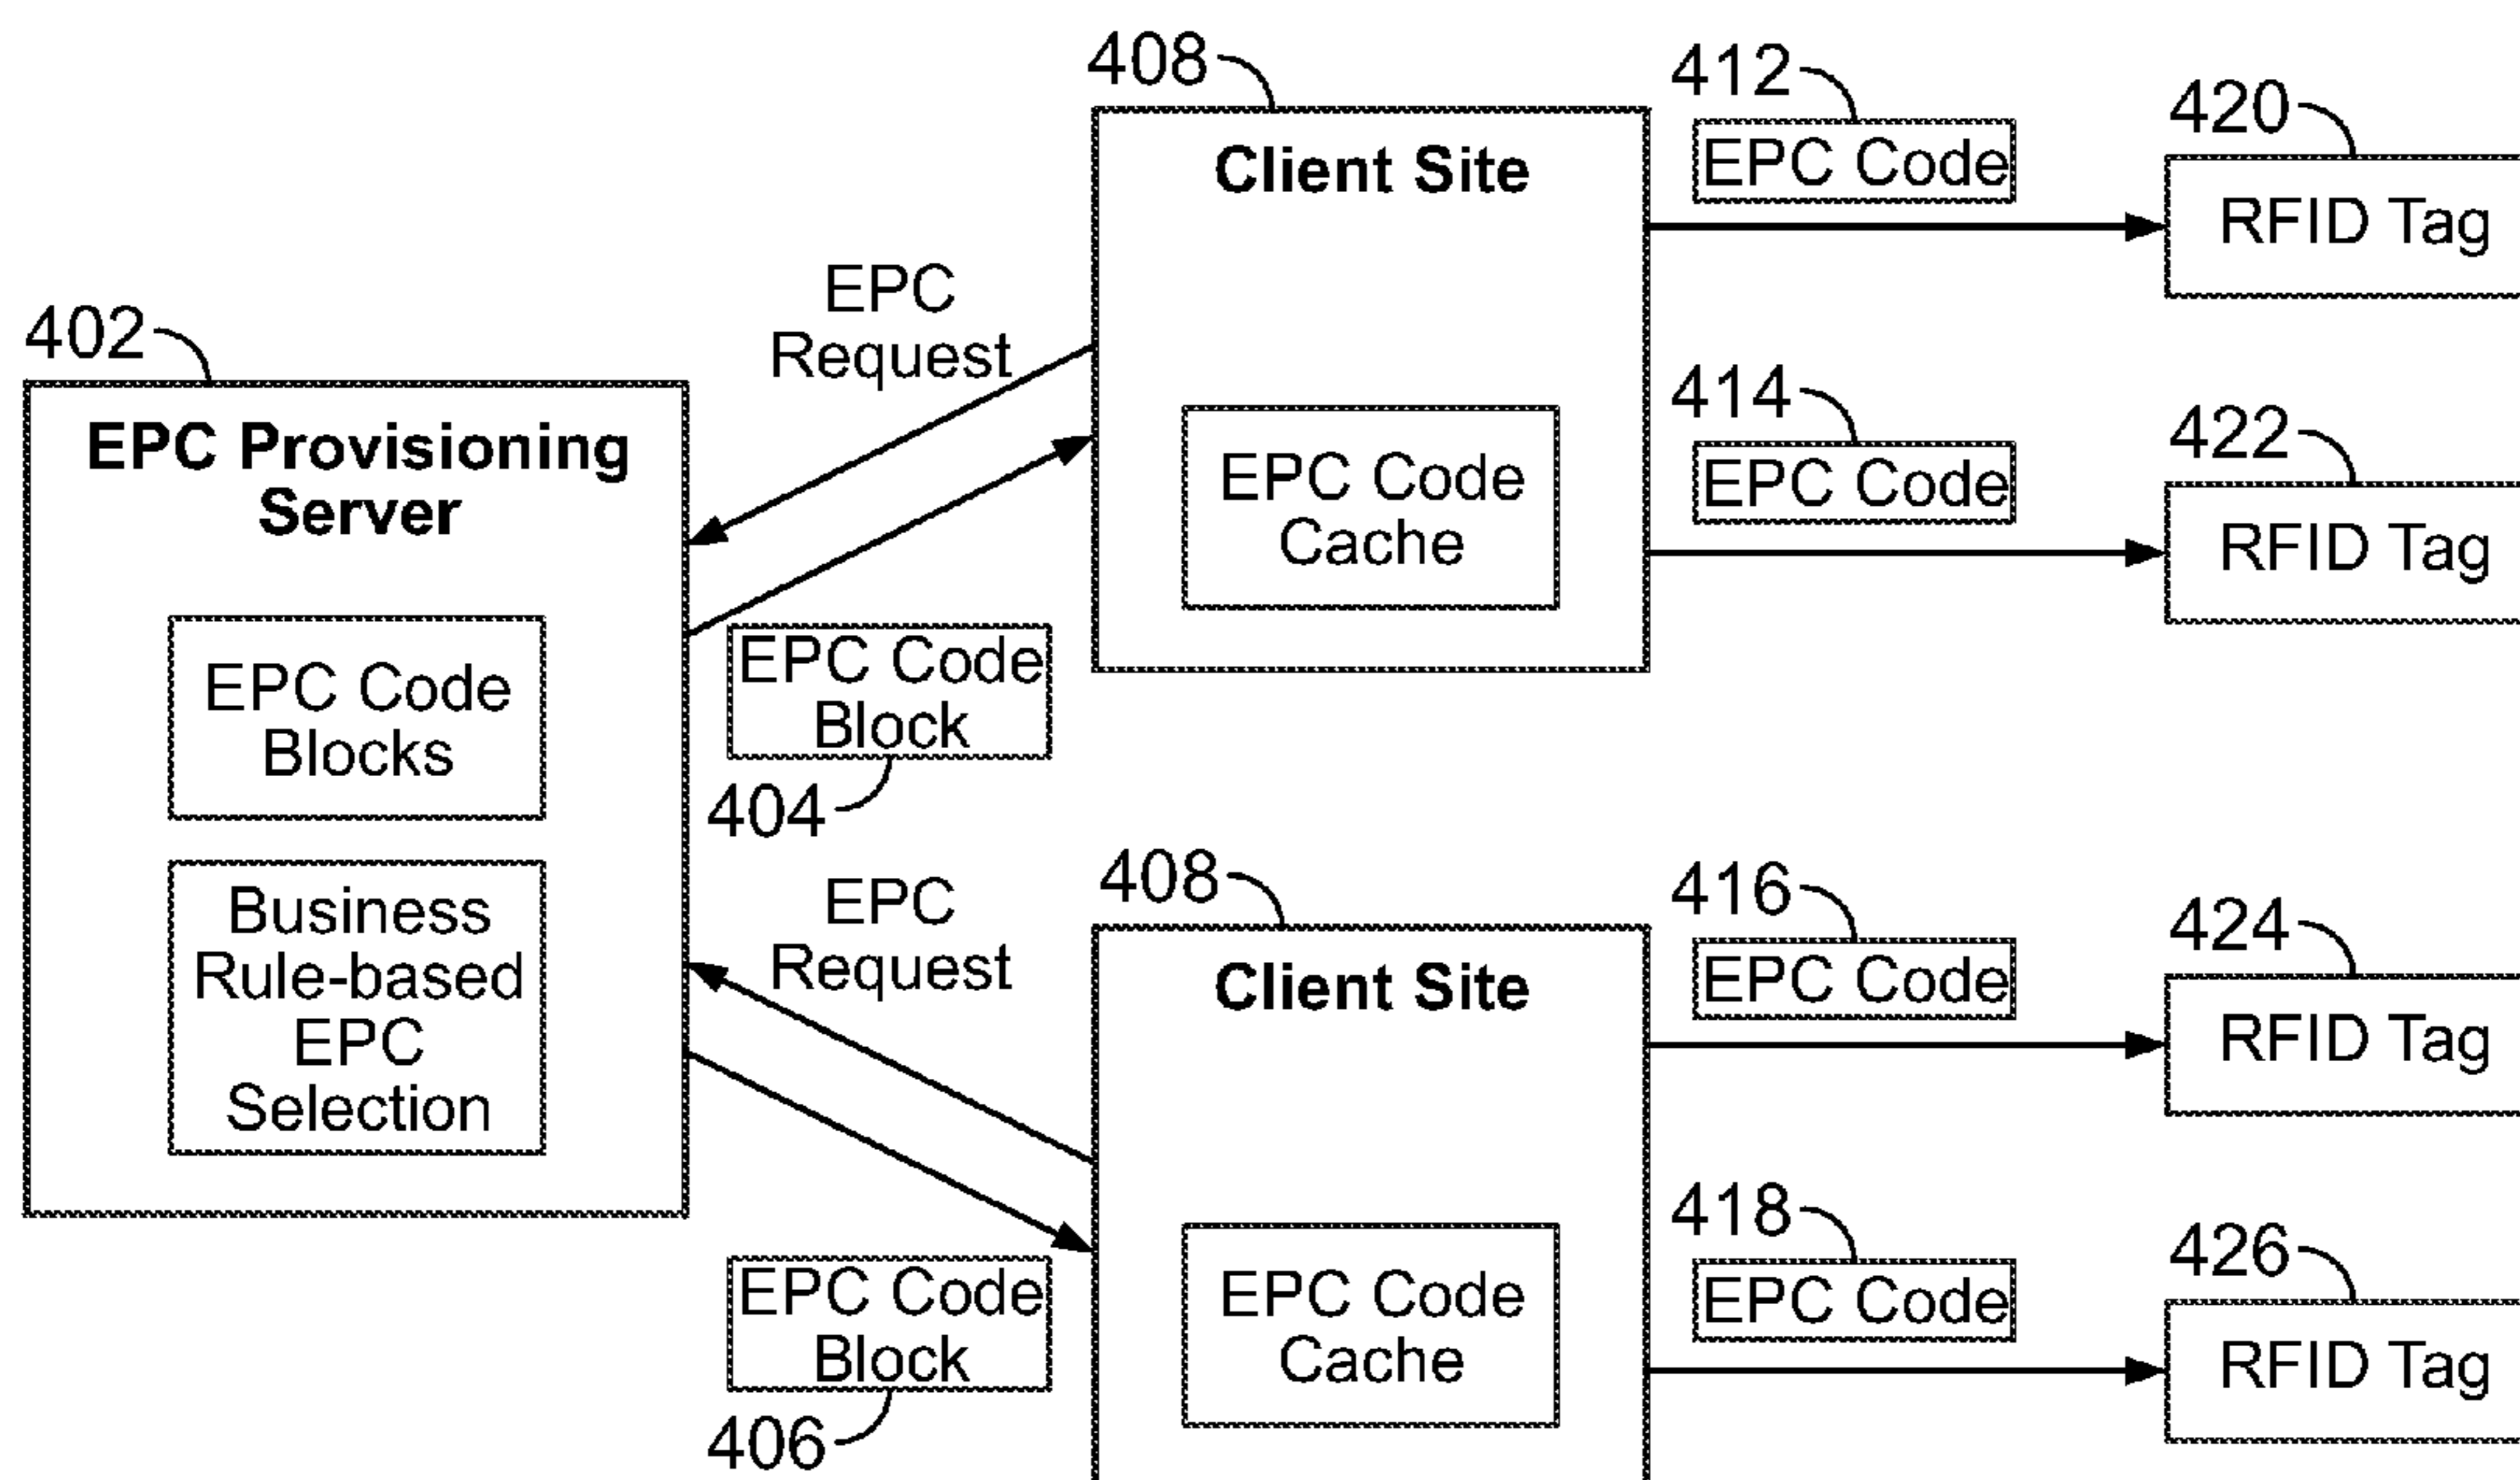 402
EPC Provisioning
Server
EPC Code
Blocks
Business
Rule-based
EPC
Selection
EPC
Request
EPC Code
Block
404
EPC
Request
EPC Code
Block
406
408
Client Site
EPC Code
Cache
408
Client Site
EPC Code
Cache
412
EPC Code
414
EPC Code
416
EPC Code
418
EPC Code
420
RFID Tag
422
RFID Tag
424
RFID Tag
426
RFID Tag